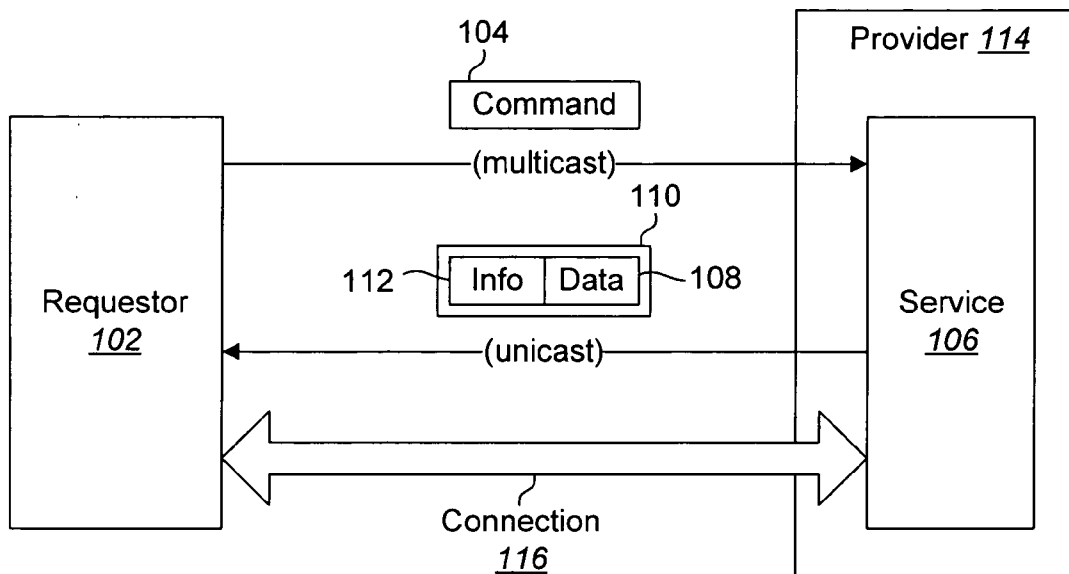 Provider 114
104
Command
(multicast)
110
112
Info
Data
108
Requestor
102
Service
106
(unicast)
Connection
116